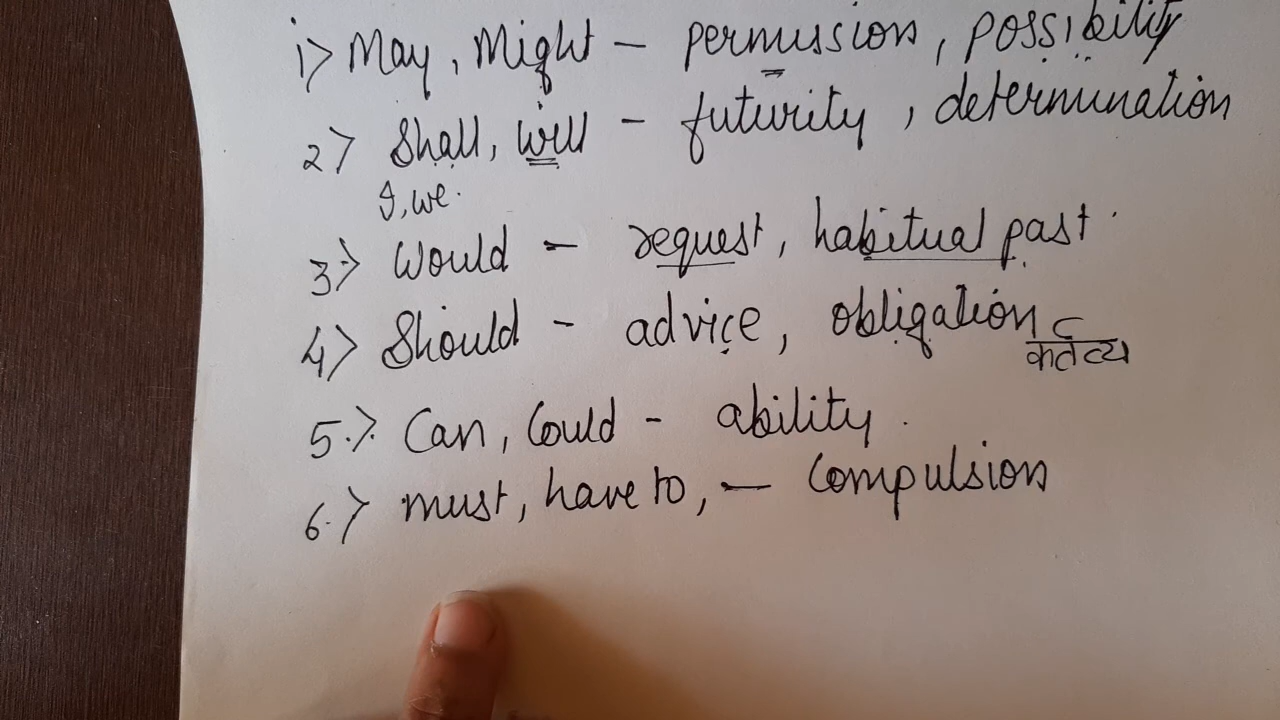 1> May, Might – permission, possibility
2> Shall, will – futurity, determination
I, we.
3> Would – request, habitual past.
4> Should – advice, obligation
कर्तव्य
5.> Can, Could – ability.
6.> must, have to, – Compulsion